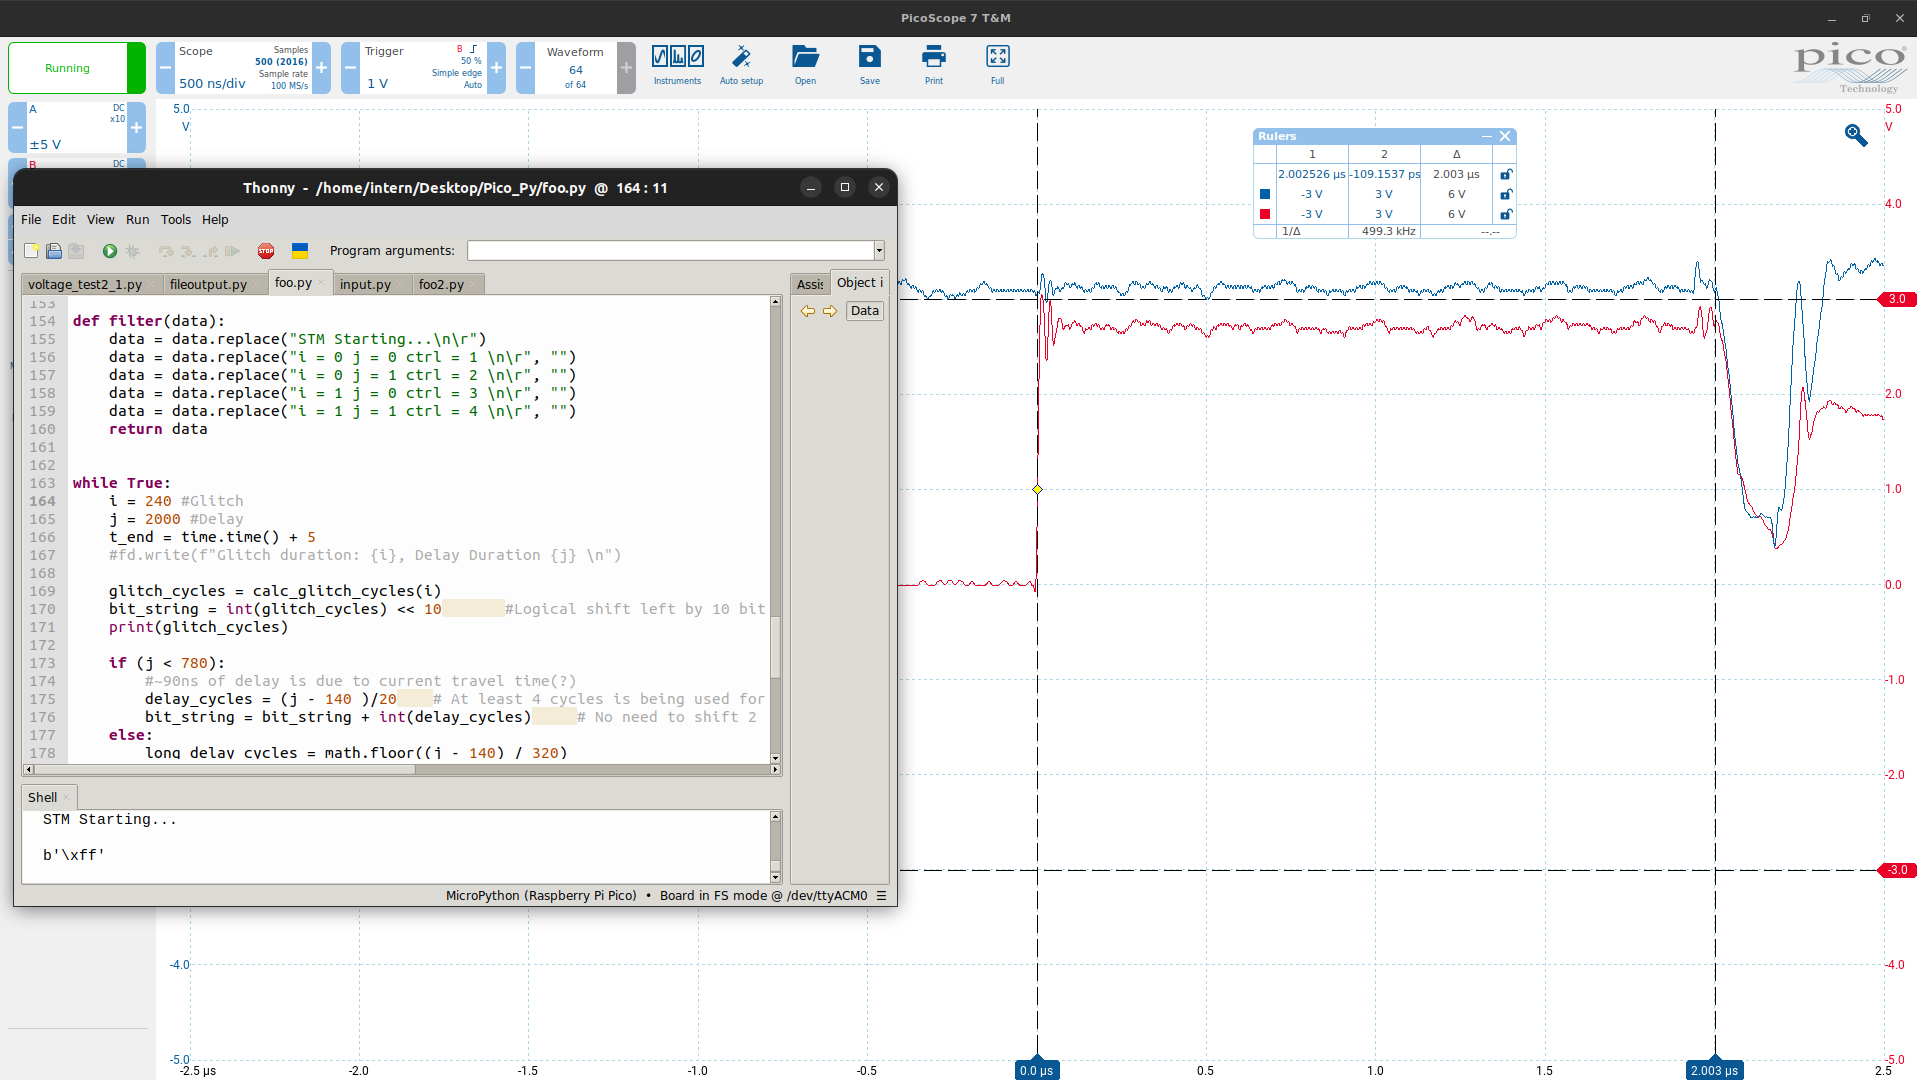 PicoScope 7 T&M
Running
Scope
500 ns/div
Samples
500 (2016)
Sample rate
100 MS/s
Trigger
1 V
B
50 %
Simple edge
Auto
Waveform
64
of 64
Instruments
Auto setup
Open
Save
Print
Full
pico
Technology
A
DC
x10
±5 V
B
DC
5.0
V
-4.0
-5.0
Rulers
1 2 Δ
2.002526 µs -109.1537 ps 2.003 µs
-3 V 3 V 6 V
-3 V 3 V 6 V
1/Δ 499.3 kHz --.--
5.0
V
4.0
3.0
2.0
1.0
0.0
-1.0
-2.0
-3.0
-4.0
-5.0
-2.5 µs -2.0 -1.5 -1.0 -0.5 0.0 µs 0.5 1.0 1.5 2.003 µs 2.5
Thonny - /home/intern/Desktop/Pico_Py/foo.py @ 164 : 11
File Edit View Run Tools Help
STOP
Program arguments:
voltage_test2_1.py fileoutput.py foo.py input.py foo2.py
Assis
Object i
Data
153
154 def filter(data):
155 data = data.replace("STM Starting...\n\r")
156 data = data.replace("i = 0 j = 0 ctrl = 1 \n\r", "")
157 data = data.replace("i = 0 j = 1 ctrl = 2 \n\r", "")
158 data = data.replace("i = 1 j = 0 ctrl = 3 \n\r", "")
159 data = data.replace("i = 1 j = 1 ctrl = 4 \n\r", "")
160 return data
161
162
163 while True:
164 i = 240 #Glitch
165 j = 2000 #Delay
166 t_end = time.time() + 5
167 #fd.write(f"Glitch duration: {i}, Delay Duration {j} \n")
168
169 glitch_cycles = calc_glitch_cycles(i)
170 bit_string = int(glitch_cycles) << 10 #Logical shift left by 10 bit
171 print(glitch_cycles)
172
173 if (j < 780):
174 #~90ns of delay is due to current travel time(?)
175 delay_cycles = (j - 140 )/20 # At least 4 cycles is being used for
176 bit_string = bit_string + int(delay_cycles) # No need to shift 2
177 else:
178 long_delay_cycles = math.floor((j - 140) / 320)
Shell
STM Starting...
b'\xff'
MicroPython (Raspberry Pi Pico) • Board in FS mode @ /dev/ttyACM0 ☰